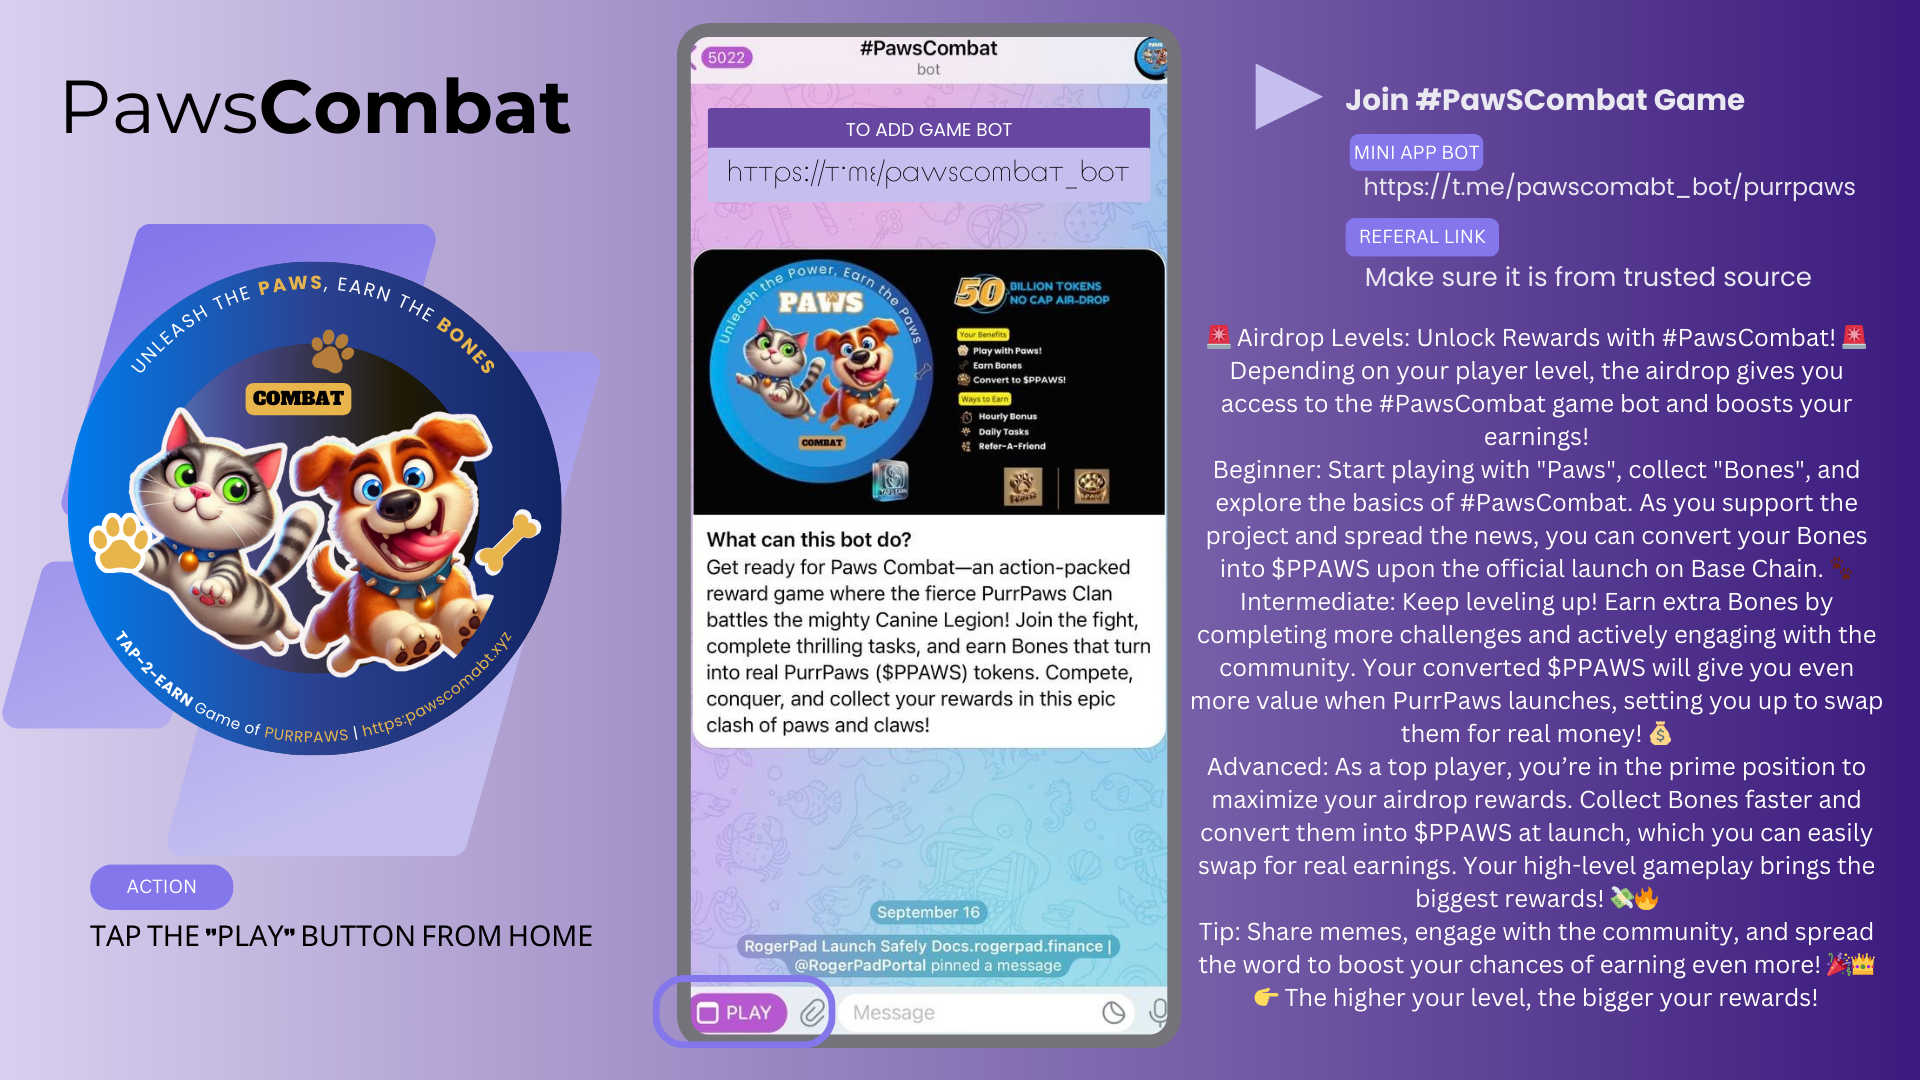 PawsCombat
UNLEASH THE PAWS, EARN THE BONES
COMBAT
TAP-2-EARN Game of PURRPAWS | https:pawscomabt.xyz
ACTION
TAP THE "PLAY" BUTTON FROM HOME
5022
#PawsCombat
bot
TO ADD GAME BOT
https://t.me/pawscombat_bot
Unleash the Power, Earn the Paws
PAWS
COMBAT
50 BILLION TOKENS
NO CAP AIR-DROP
Your Benefits
Play with Paws!
Earn Bones
Convert to $PPAWS!
Ways to Earn
Hourly Bonus
Daily Tasks
Refer-A-Friend
What can this bot do?
Get ready for Paws Combat—an action-packed
reward game where the fierce PurrPaws Clan
battles the mighty Canine Legion! Join the fight,
complete thrilling tasks, and earn Bones that turn
into real PurrPaws ($PPAWS) tokens. Compete,
conquer, and collect your rewards in this epic
clash of paws and claws!
September 16
RogerPad Launch Safely Docs.rogerpad.finance |
@RogerPadPortal pinned a message
PLAY
Message
Join #PawSCombat Game
MINI APP BOT
https://t.me/pawscomabt_bot/purrpaws
REFERAL LINK
Make sure it is from trusted source
🚨 Airdrop Levels: Unlock Rewards with #PawsCombat! 🚨
Depending on your player level, the airdrop gives you
access to the #PawsCombat game bot and boosts your
earnings!
Beginner: Start playing with "Paws", collect "Bones", and
explore the basics of #PawsCombat. As you support the
project and spread the news, you can convert your Bones
into $PPAWS upon the official launch on Base Chain. 🐾
Intermediate: Keep leveling up! Earn extra Bones by
completing more challenges and actively engaging with the
community. Your converted $PPAWS will give you even
more value when PurrPaws launches, setting you up to swap
them for real money! 💰
Advanced: As a top player, you're in the prime position to
maximize your airdrop rewards. Collect Bones faster and
convert them into $PPAWS at launch, which you can easily
swap for real earnings. Your high-level gameplay brings the
biggest rewards! 💸🔥
Tip: Share memes, engage with the community, and spread
the word to boost your chances of earning even more! 🎉👑
👉 The higher your level, the bigger your rewards!